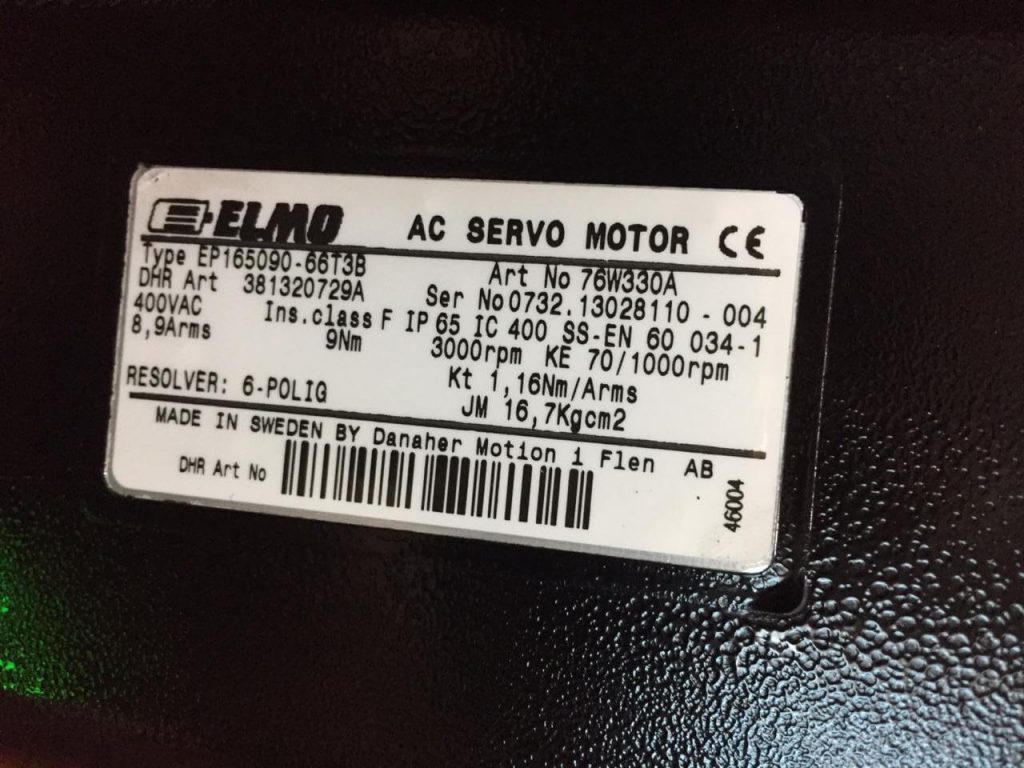 ELMO AC SERVO MOTOR CE
Type EP165090-66T3B Art No 76W330A
DHR Art 381320729A Ser No 0732.13028110 - 004
400VAC Ins.class F IP 65 IC 400 SS-EN 60 034-1
8,9Arms 9Nm 3000rpm KE 70/1000rpm
Kt 1,16Nm/Arms
RESOLVER: 6-POLIG JM 16,7Kgcm2
MADE IN SWEDEN BY Danaher Motion i Flen AB
DHR Art No
46004